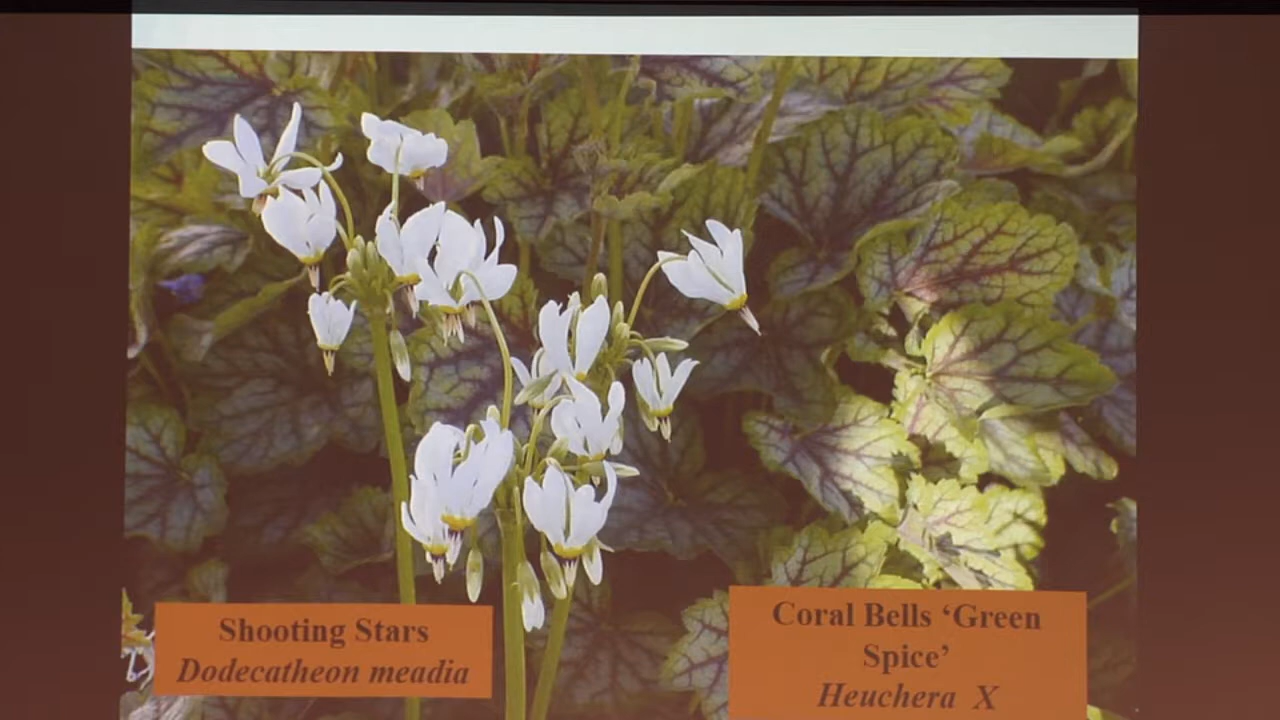 Shooting Stars
Dodecatheon meadia
Coral Bells ‘Green
Spice’
Heuchera X